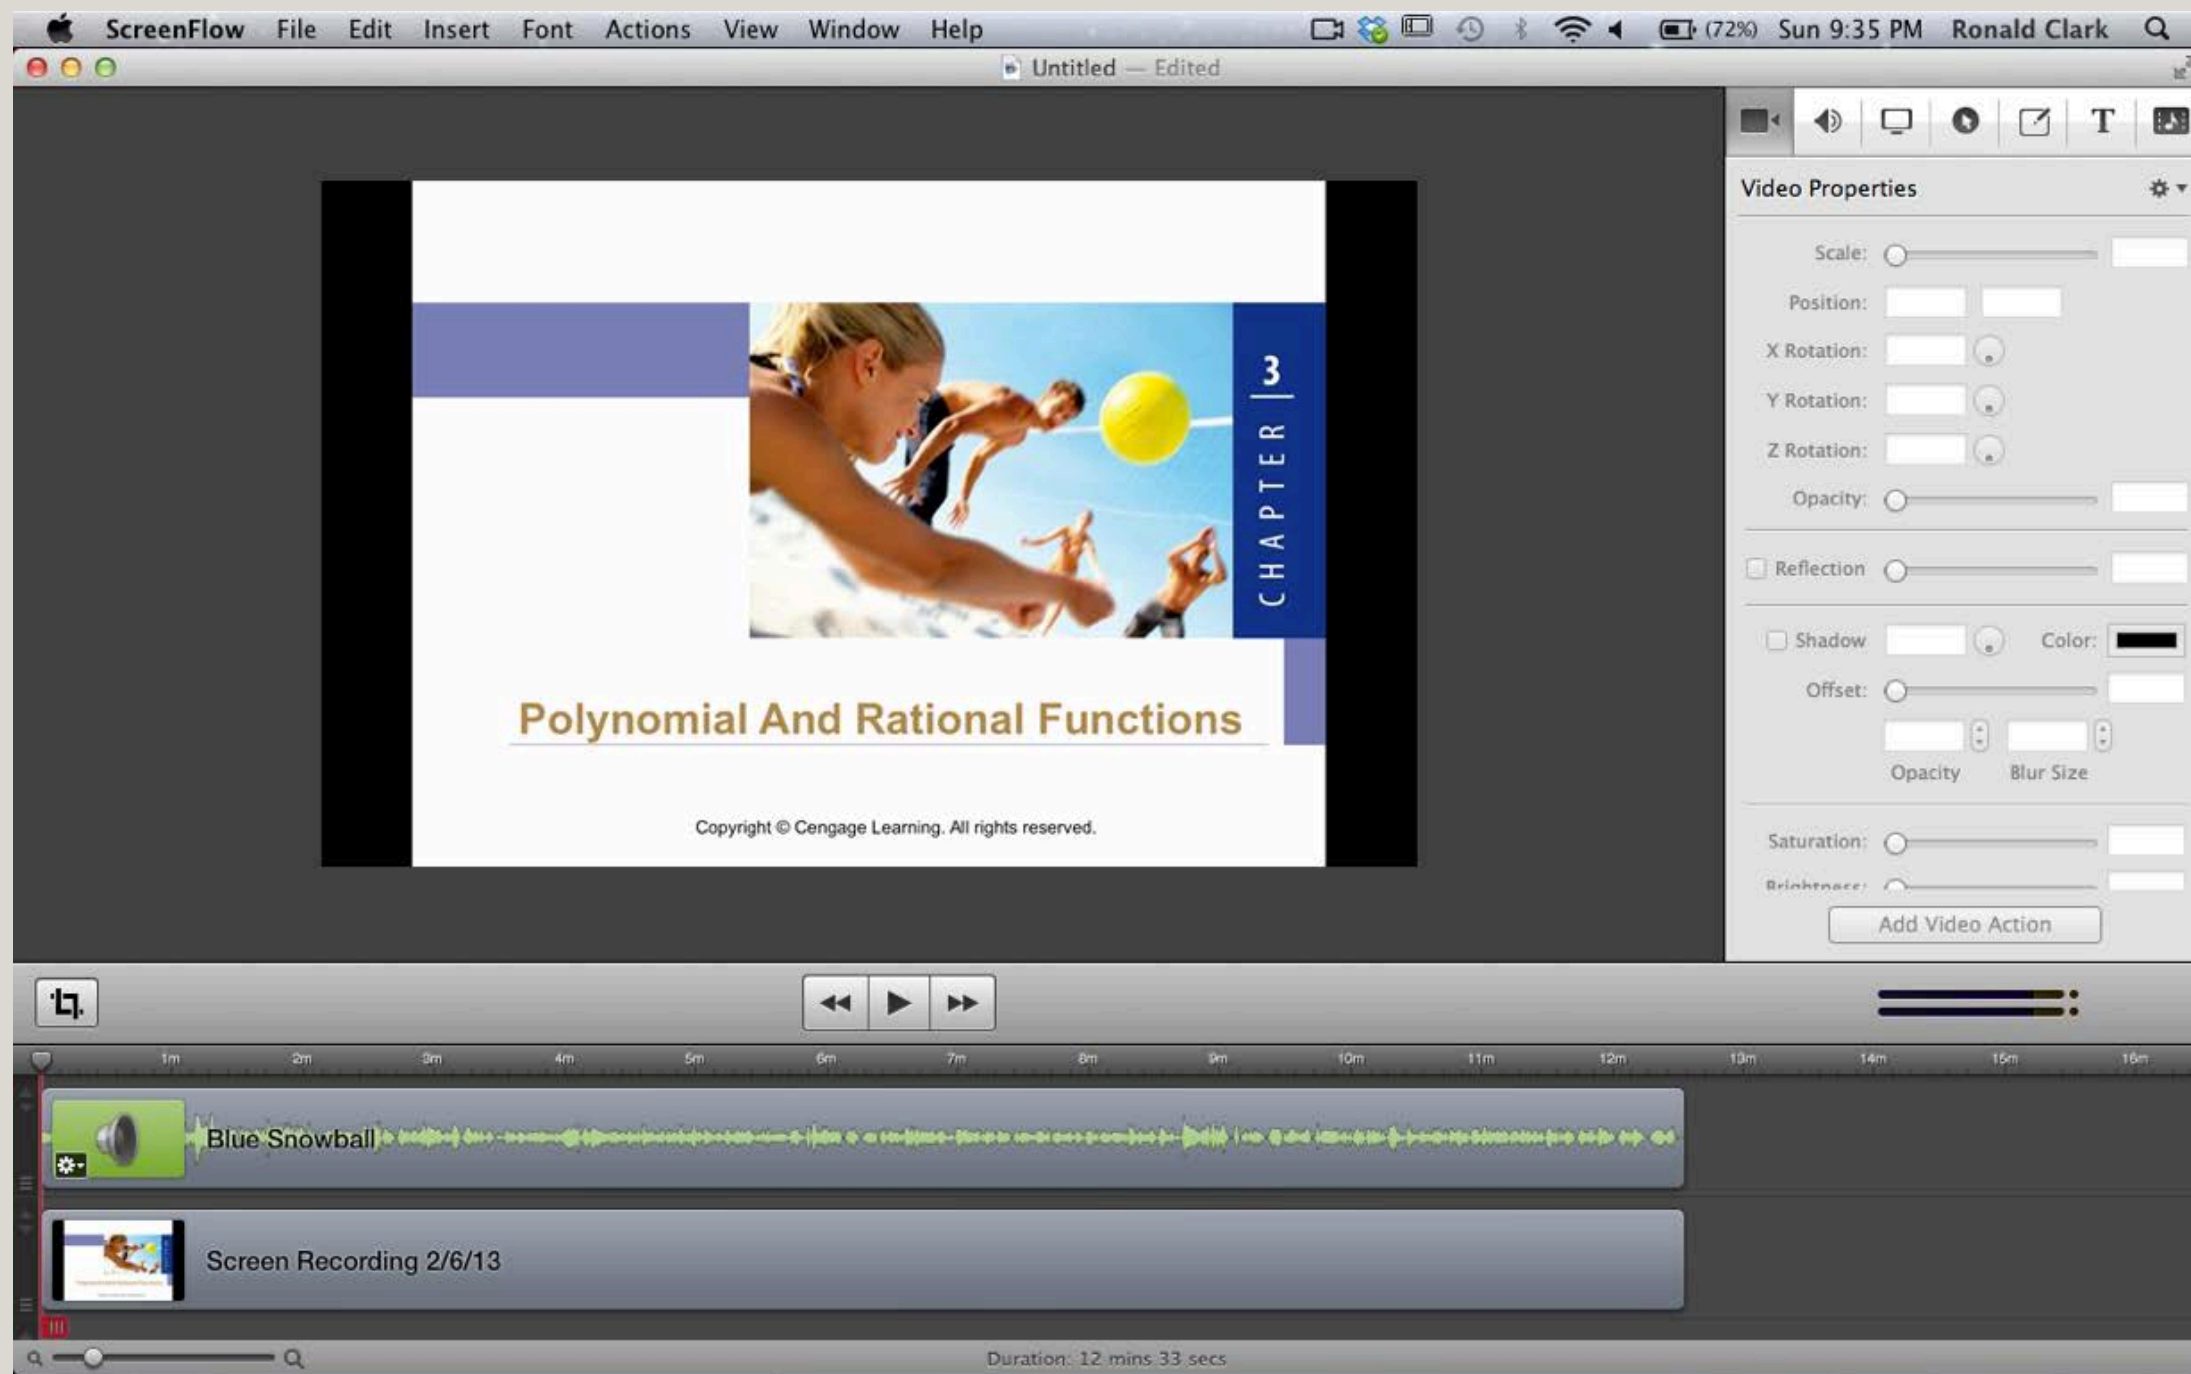 ScreenFlow File Edit Insert Font Actions View Window Help (72%) Sun 9:35 PM Ronald Clark
Untitled — Edited
T
Video Properties
Scale:
Position:
X Rotation:
Y Rotation:
Z Rotation:
Opacity:
Reflection
Shadow Color:
Offset:
Opacity Blur Size
Saturation:
Brightness:
Add Video Action
CHAPTER 3
Polynomial And Rational Functions
Copyright © Cengage Learning. All rights reserved.
1m 2m 3m 4m 5m 6m 7m 8m 9m 10m 11m 12m 13m 14m 15m 16m
Blue Snowball
Screen Recording 2/6/13
Duration: 12 mins 33 secs